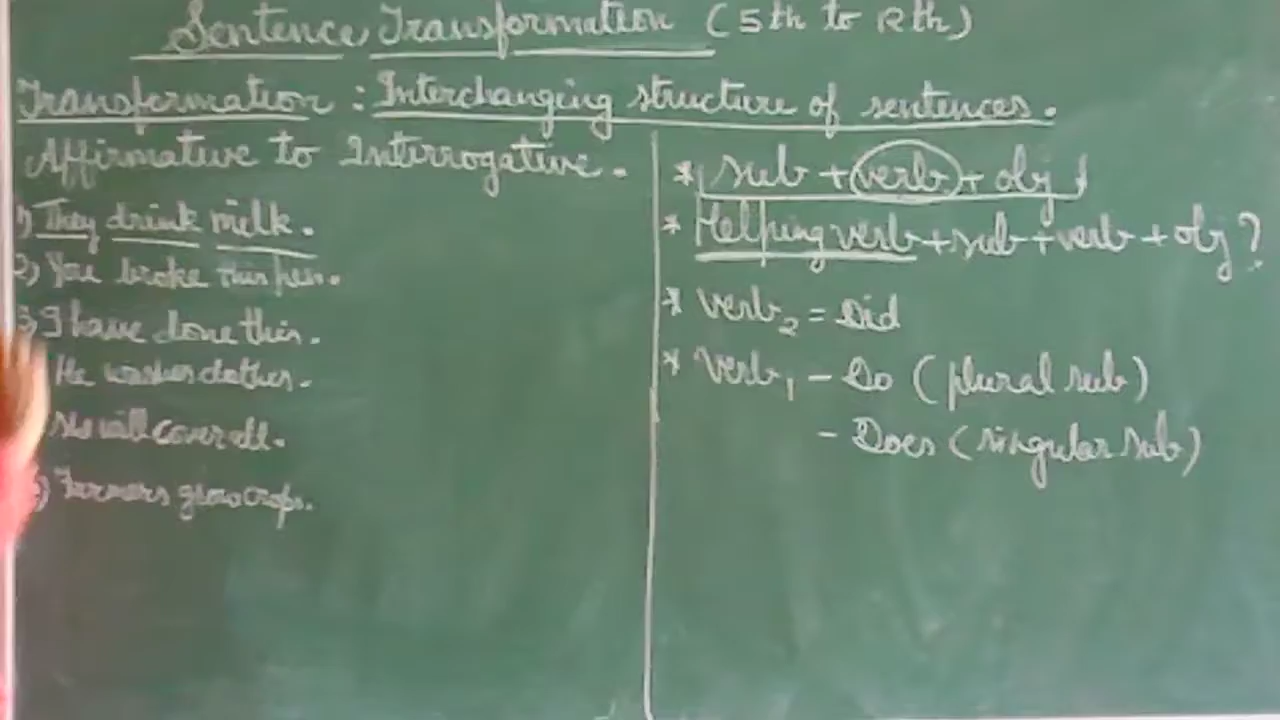 Sentence Transformation (5th to 12th)
Transformation : Interchanging structure of sentences.
Affirmative to Interrogative.
1) They drink milk.
2) You broke this pen.
3) I have done this.
He washes clothes.
She will cover all.
) Farmers grow crops.
* sub + verb + obj
* Helping verb + sub + verb + obj ?
* Verb2 = Did
* Verb1 - Do (plural sub)
- Does (singular sub)